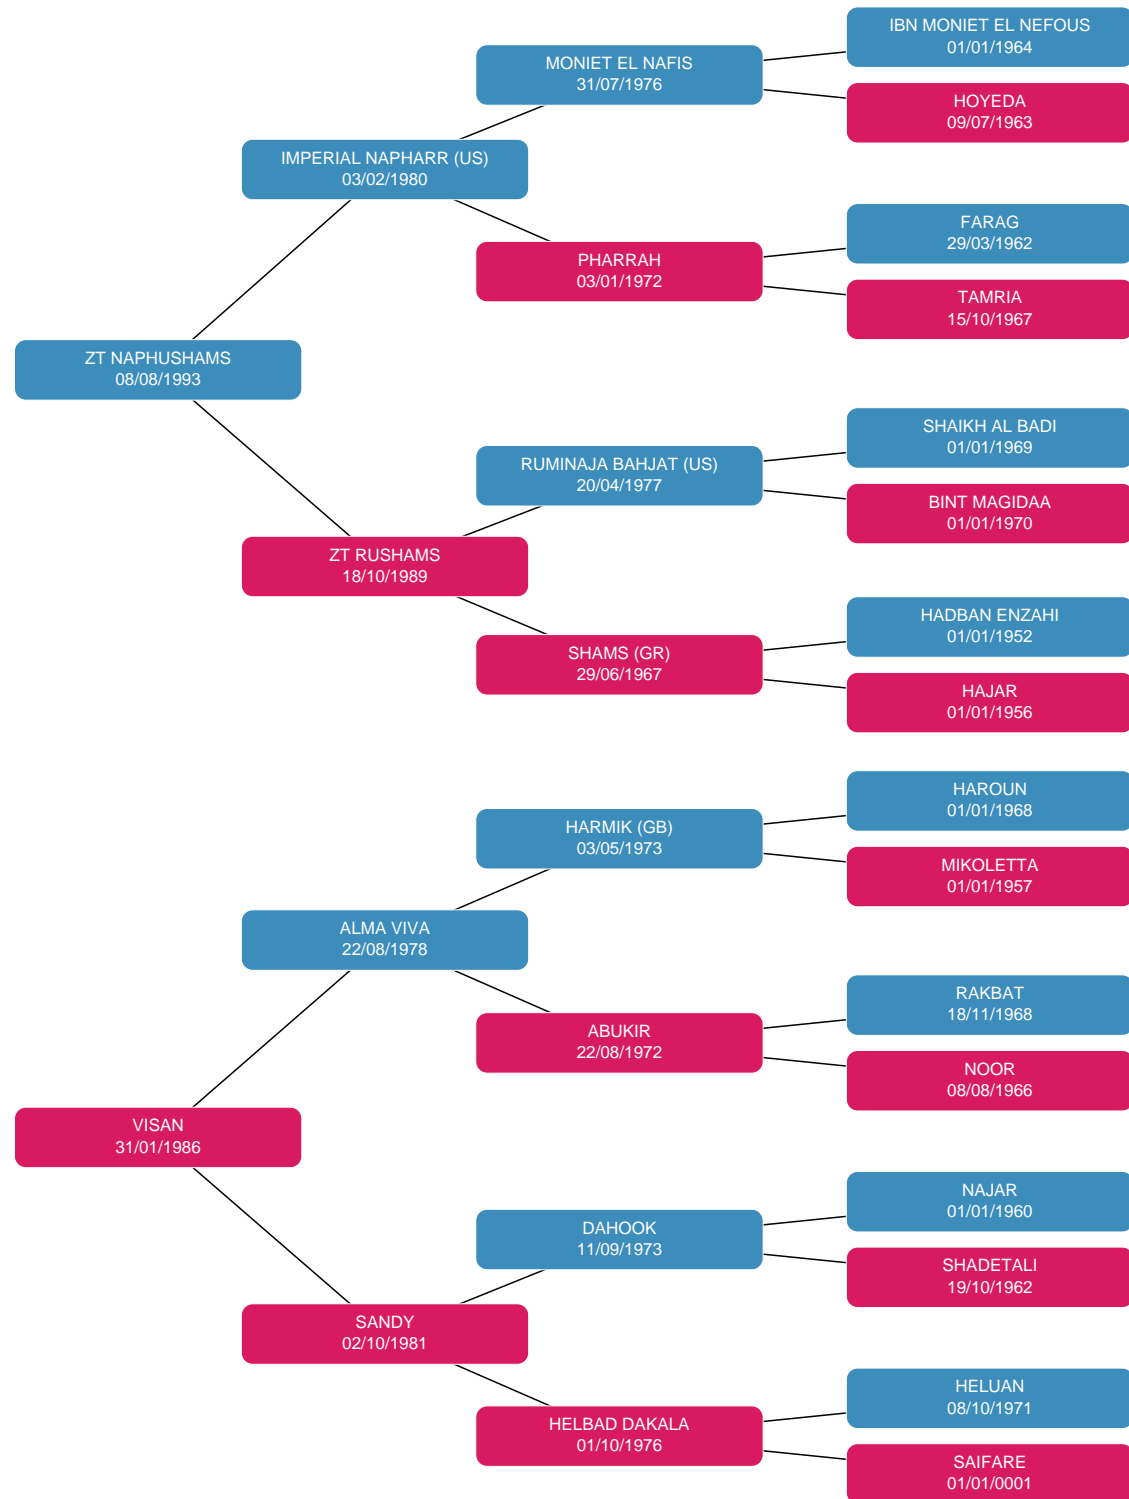 IBN MONIET EL NEFOUS
01/01/1964
MONIET EL NAFIS
31/07/1976
HOYEDA
09/07/1963
IMPERIAL NAPHARR (US)
03/02/1980
FARAG
29/03/1962
PHARRAH
03/01/1972
TAMRIA
15/10/1967
ZT NAPHUSHAMS
08/08/1993
SHAIKH AL BADI
01/01/1969
RUMINAJA BAHJAT (US)
20/04/1977
BINT MAGIDAA
01/01/1970
ZT RUSHAMS
18/10/1989
HADBAN ENZAHI
01/01/1952
SHAMS (GR)
29/06/1967
HAJAR
01/01/1956
HAROUN
01/01/1968
HARMIK (GB)
03/05/1973
MIKOLETTA
01/01/1957
ALMA VIVA
22/08/1978
RAKBAT
18/11/1968
ABUKIR
22/08/1972
NOOR
08/08/1966
VISAN
31/01/1986
NAJAR
01/01/1960
DAHOOK
11/09/1973
SHADETALI
19/10/1962
SANDY
02/10/1981
HELUAN
08/10/1971
HELBAD DAKALA
01/10/1976
SAIFARE
01/01/0001